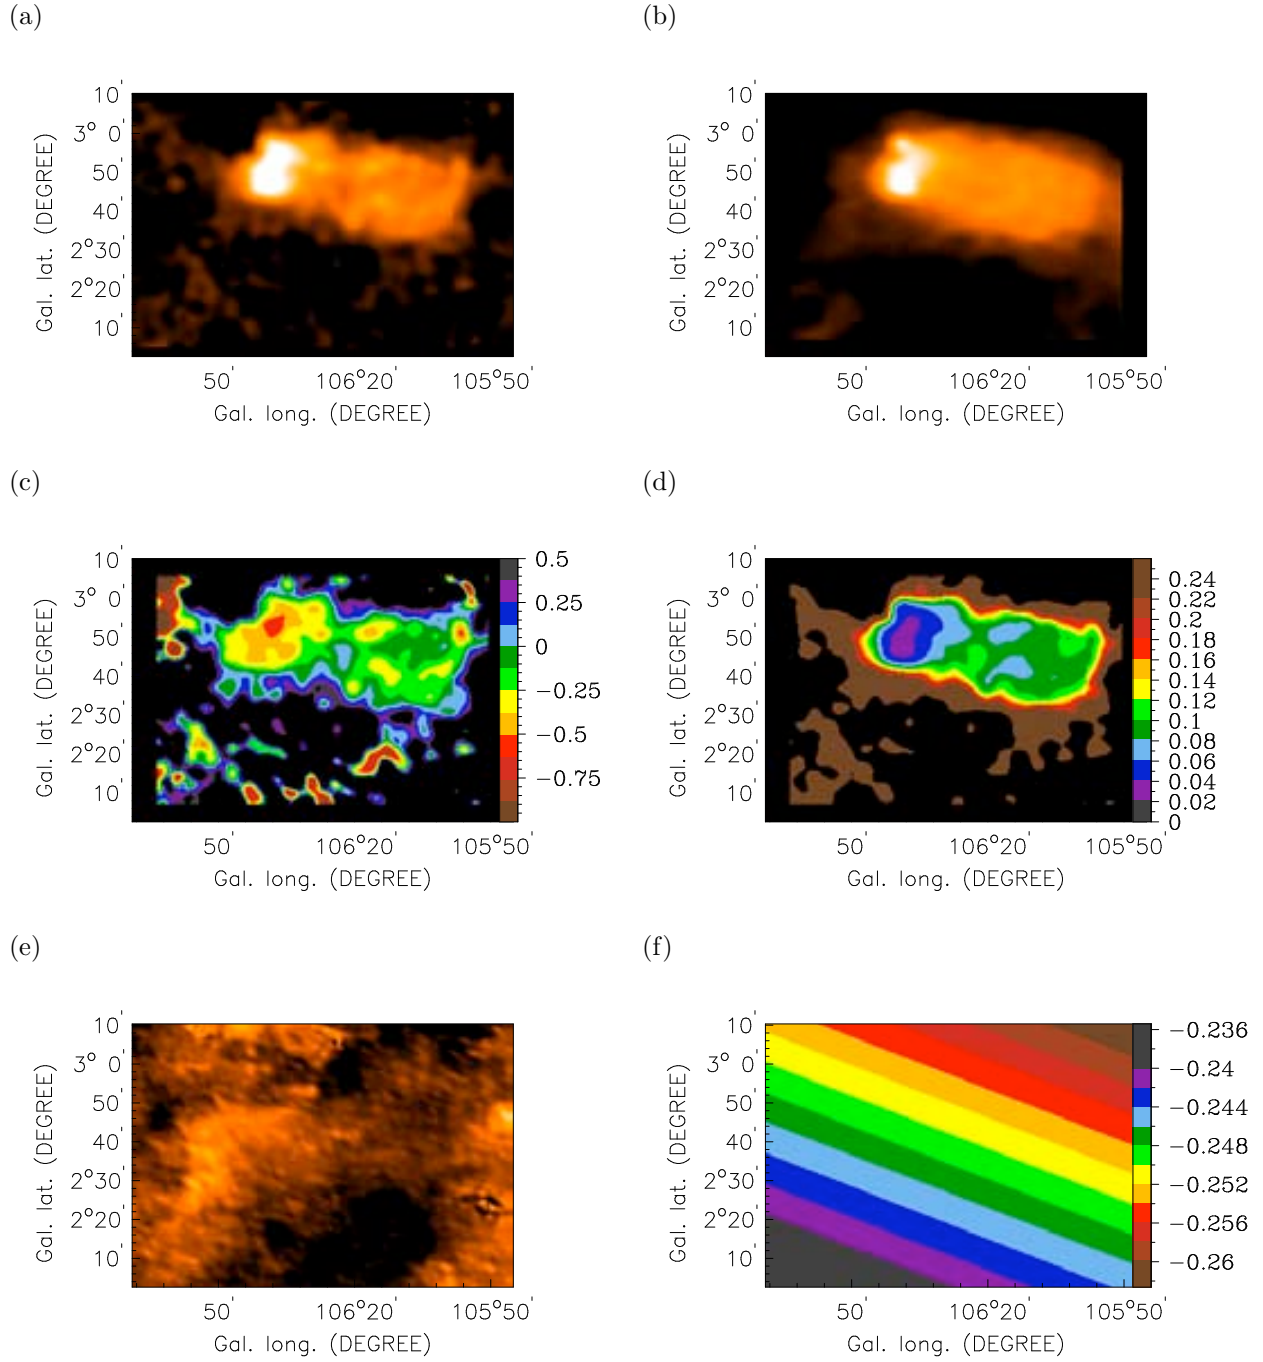 (a)
10'
3° 0'
50'
40'
2°30'
2°20'
10'
Gal. lat. (DEGREE)
50' 106°20' 105°50'
Gal. long. (DEGREE)
(b)
10'
3° 0'
50'
40'
2°30'
2°20'
10'
Gal. lat. (DEGREE)
50' 106°20' 105°50'
Gal. long. (DEGREE)
(c)
10'
3° 0'
50'
40'
2°30'
2°20'
10'
Gal. lat. (DEGREE)
0.5
0.25
0
−0.25
−0.5
−0.75
50' 106°20' 105°50'
Gal. long. (DEGREE)
(d)
10'
3° 0'
50'
40'
2°30'
2°20'
10'
Gal. lat. (DEGREE)
0.24
0.22
0.2
0.18
0.16
0.14
0.12
0.1
0.08
0.06
0.04
0.02
0
50' 106°20' 105°50'
Gal. long. (DEGREE)
(e)
10'
3° 0'
50'
40'
2°30'
2°20'
10'
Gal. lat. (DEGREE)
50' 106°20' 105°50'
Gal. long. (DEGREE)
(f)
10'
3° 0'
50'
40'
2°30'
2°20'
10'
Gal. lat. (DEGREE)
−0.236
−0.24
−0.244
−0.248
−0.252
−0.256
−0.26
50' 106°20' 105°50'
Gal. long. (DEGREE)